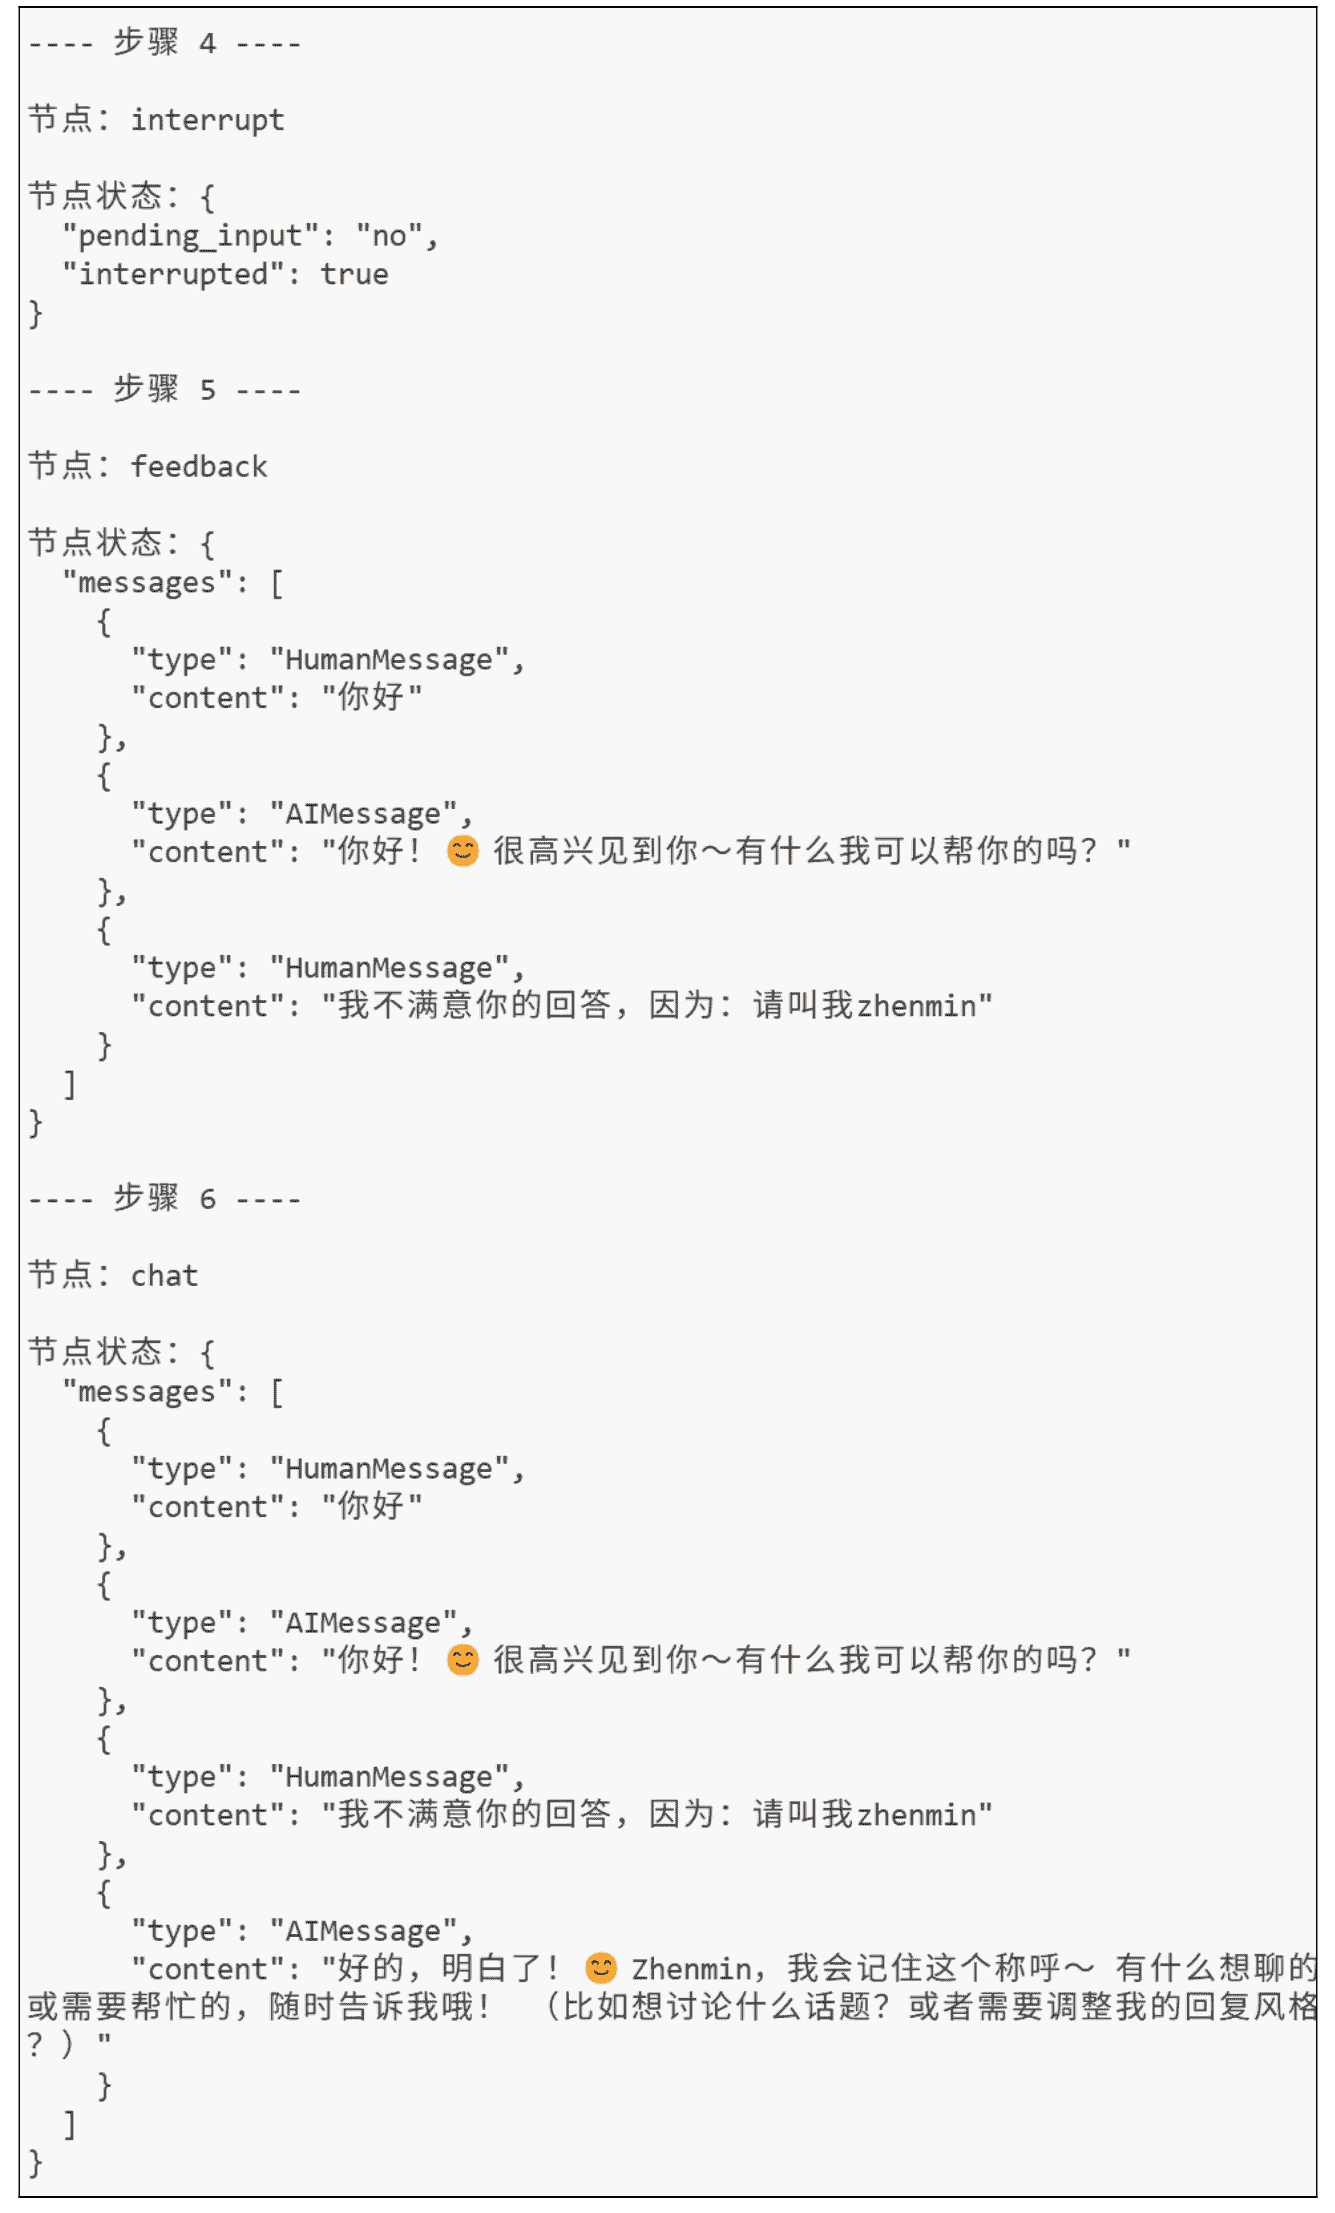 ---- 步骤 4 ----
节点：interrupt
节点状态：{
  "pending_input": "no",
  "interrupted": true
}
---- 步骤 5 ----
节点：feedback
节点状态：{
  "messages": [
    {
      "type": "HumanMessage",
      "content": "你好"
    },
    {
      "type": "AIMessage",
      "content": "你好！😊 很高兴见到你～有什么我可以帮你的吗？"
    },
    {
      "type": "HumanMessage",
      "content": "我不满意你的回答，因为：请叫我zhenmin"
    }
  ]
}
---- 步骤 6 ----
节点：chat
节点状态：{
  "messages": [
    {
      "type": "HumanMessage",
      "content": "你好"
    },
    {
      "type": "AIMessage",
      "content": "你好！😊 很高兴见到你～有什么我可以帮你的吗？"
    },
    {
      "type": "HumanMessage",
      "content": "我不满意你的回答，因为：请叫我zhenmin"
    },
    {
      "type": "AIMessage",
      "content": "好的，明白了！😊 Zhenmin，我会记住这个称呼～ 有什么想聊的
或需要帮忙的，随时告诉我哦！ （比如想讨论什么话题？或者需要调整我的回复风格
？）"
    }
  ]
}